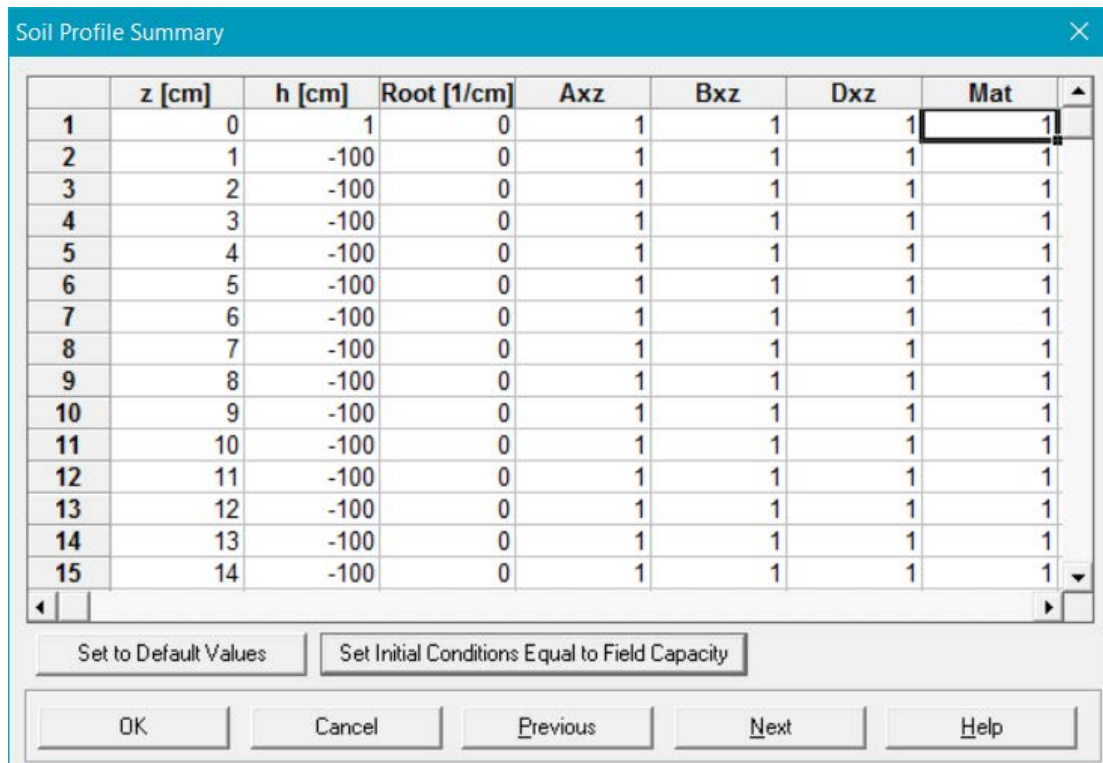 Soil Profile Summary
z [cm] h [cm] Root [1/cm] Axz Bxz Dxz Mat
1 0 1 0 1 1 1 1
2 1 -100 0 1 1 1 1
3 2 -100 0 1 1 1 1
4 3 -100 0 1 1 1 1
5 4 -100 0 1 1 1 1
6 5 -100 0 1 1 1 1
7 6 -100 0 1 1 1 1
8 7 -100 0 1 1 1 1
9 8 -100 0 1 1 1 1
10 9 -100 0 1 1 1 1
11 10 -100 0 1 1 1 1
12 11 -100 0 1 1 1 1
13 12 -100 0 1 1 1 1
14 13 -100 0 1 1 1 1
15 14 -100 0 1 1 1 1
Set to Default Values Set Initial Conditions Equal to Field Capacity
OK Cancel Previous Next Help